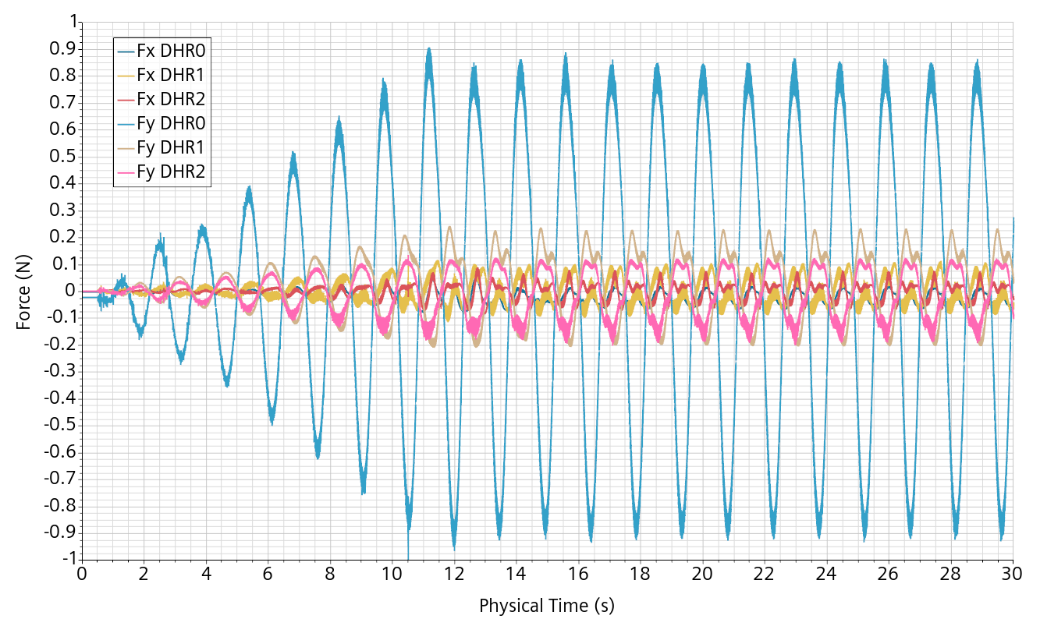 1
0.9
0.8
0.7
0.6
0.5
0.4
0.3
0.2
0.1
0
-0.1
-0.2
-0.3
-0.4
-0.5
-0.6
-0.7
-0.8
-0.9
-1
Force (N)
Fx DHR0
Fx DHR1
Fx DHR2
Fy DHR0
Fy DHR1
Fy DHR2
0 2 4 6 8 10 12 14 16 18 20 22 24 26 28 30
Physical Time (s)